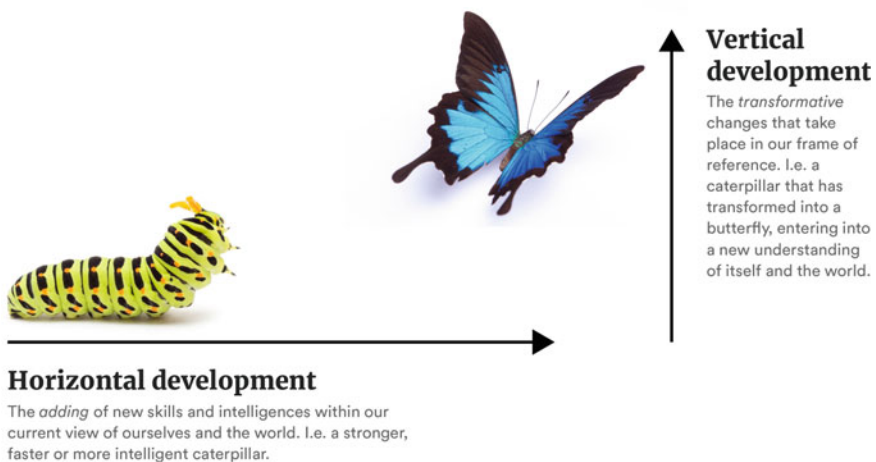 Vertical
development
The transformative
changes that take
place in our frame of
reference. I.e. a
caterpillar that has
transformed into a
butterfly, entering into
a new understanding
of itself and the world.
Horizontal development
The adding of new skills and intelligences within our
current view of ourselves and the world. I.e. a stronger,
faster or more intelligent caterpillar.